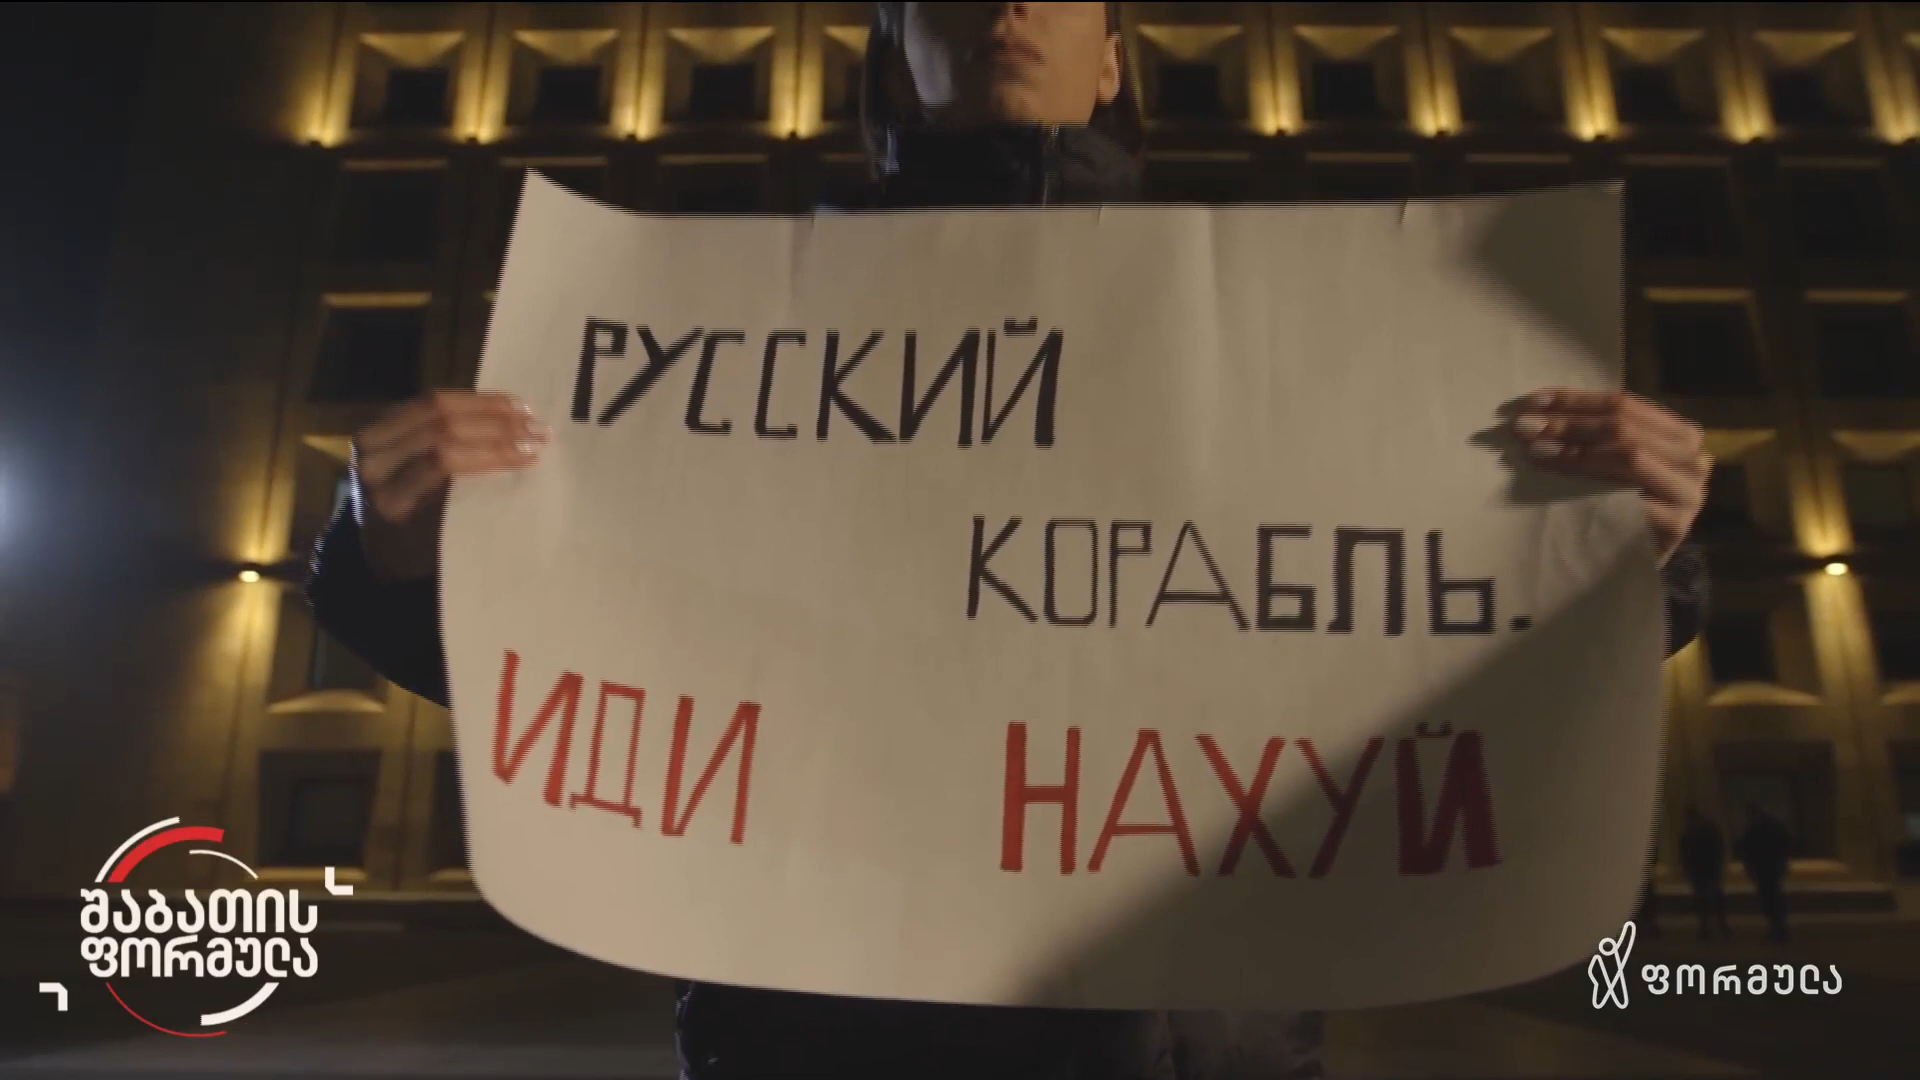 РУССКИЙ
КОРАБЛЬ.
ИДИ НАХУЙ
შაბათის
ფორმულა
ფორმულა